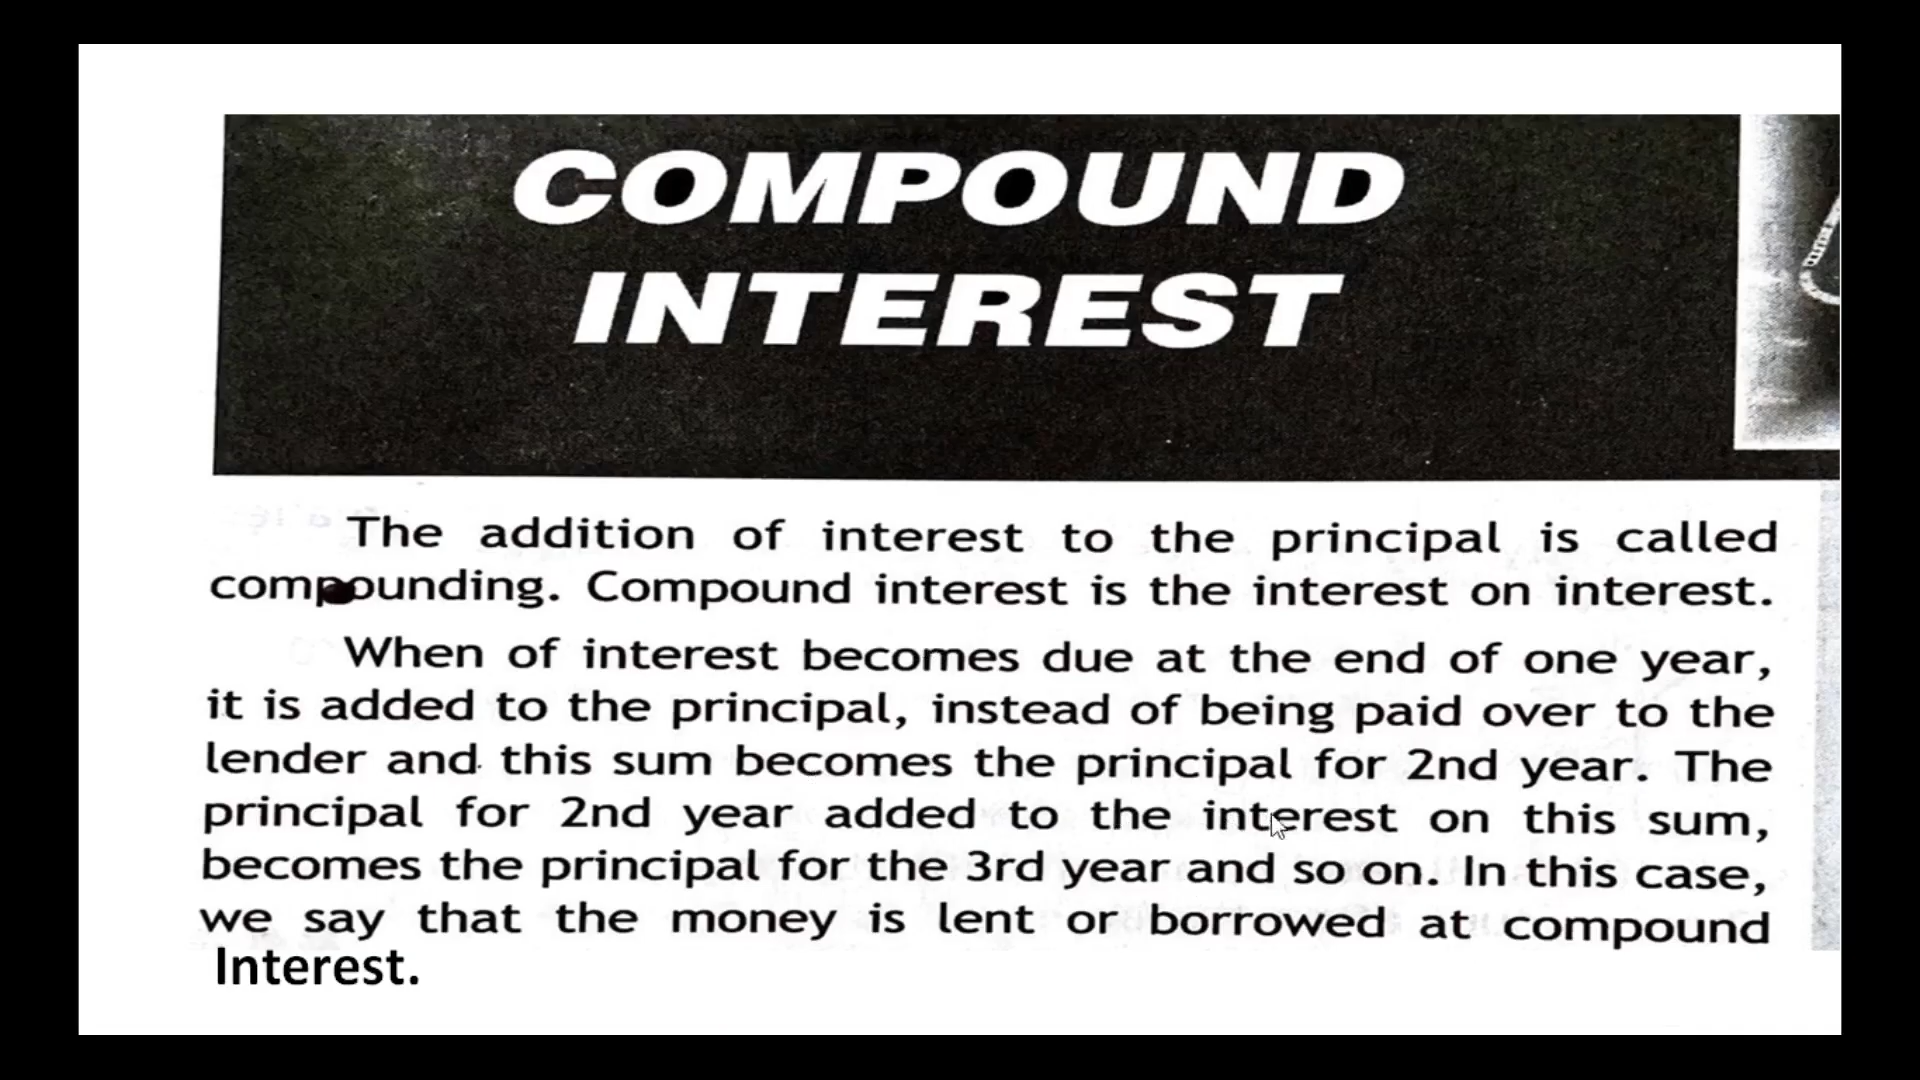 COMPOUND
INTEREST
The addition of interest to the principal is called
compounding. Compound interest is the interest on interest.
When of interest becomes due at the end of one year,
it is added to the principal, instead of being paid over to the
lender and this sum becomes the principal for 2nd year. The
principal for 2nd year added to the interest on this sum,
becomes the principal for the 3rd year and so on. In this case,
we say that the money is lent or borrowed at compound
Interest.